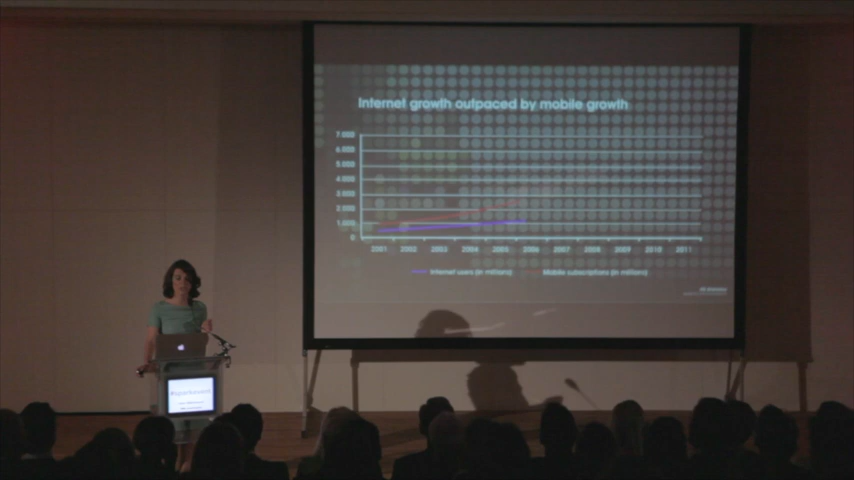 Internet growth outpaced by mobile growth
7 000
6 000
5 000
4 000
3 000
2 000
1 000
0
2001 2002 2003 2004 2005 2006 2007 2008 2009 2010 2011
Internet users (in millions) Mobile subscriptions (in millions)